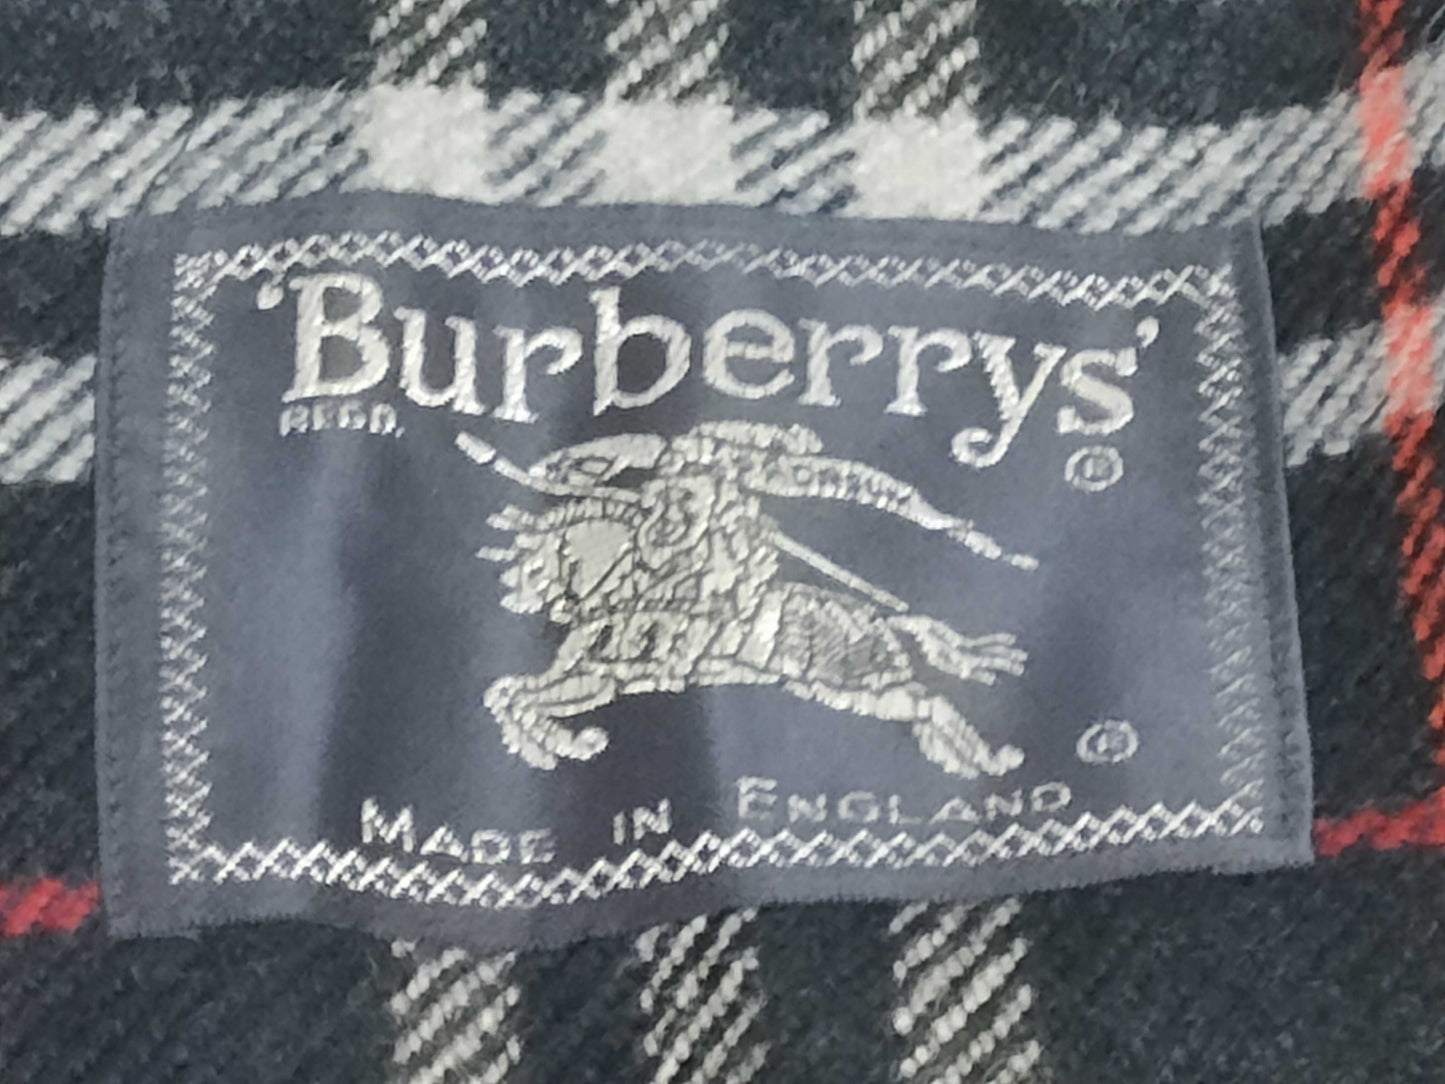 ‘Burberrys’
REGD.
®
®
MADE IN ENGLAND